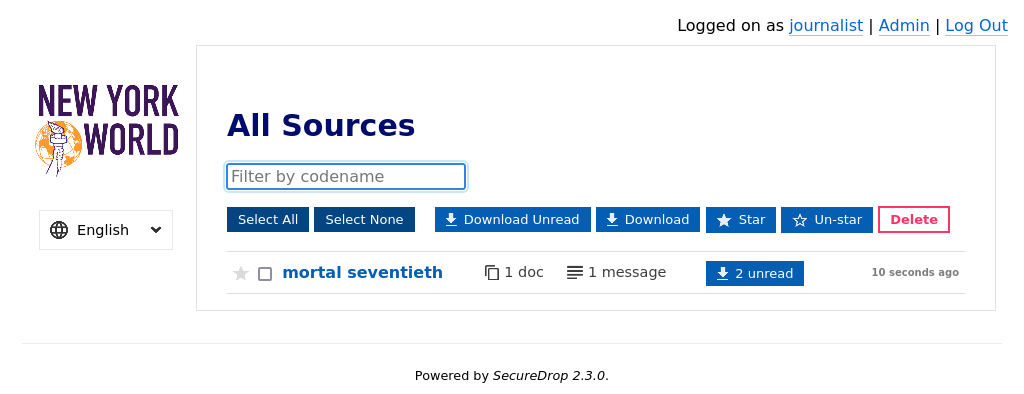 Logged on as journalist | Admin | Log Out
NEW YORK
WORLD
English
All Sources
Filter by codename
Select All Select None Download Unread Download Star Un-star Delete
mortal seventieth 1 doc 1 message 2 unread 10 seconds ago
Powered by SecureDrop 2.3.0.